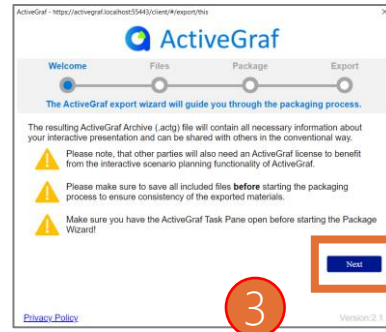 ActiveGraf - https://activegraf.localhost:55443/client/#/export/this
ActiveGraf
Welcome Files Package Export
The ActiveGraf export wizard will guide you through the packaging process.
The resulting ActiveGraf Archive (.actg) file will contain all necessary information about
your interactive presentation and can be shared with others in the conventional way.
Please note, that other parties will also need an ActiveGraf license to benefit
from the interactive scenario planning functionality of ActiveGraf.
Please make sure to save all included files before starting the packaging
process to ensure consistency of the exported materials.
Make sure you have the ActiveGraf Task Pane open before starting the Package
Wizard!
Next
3
Privacy Policy
Version:2.1